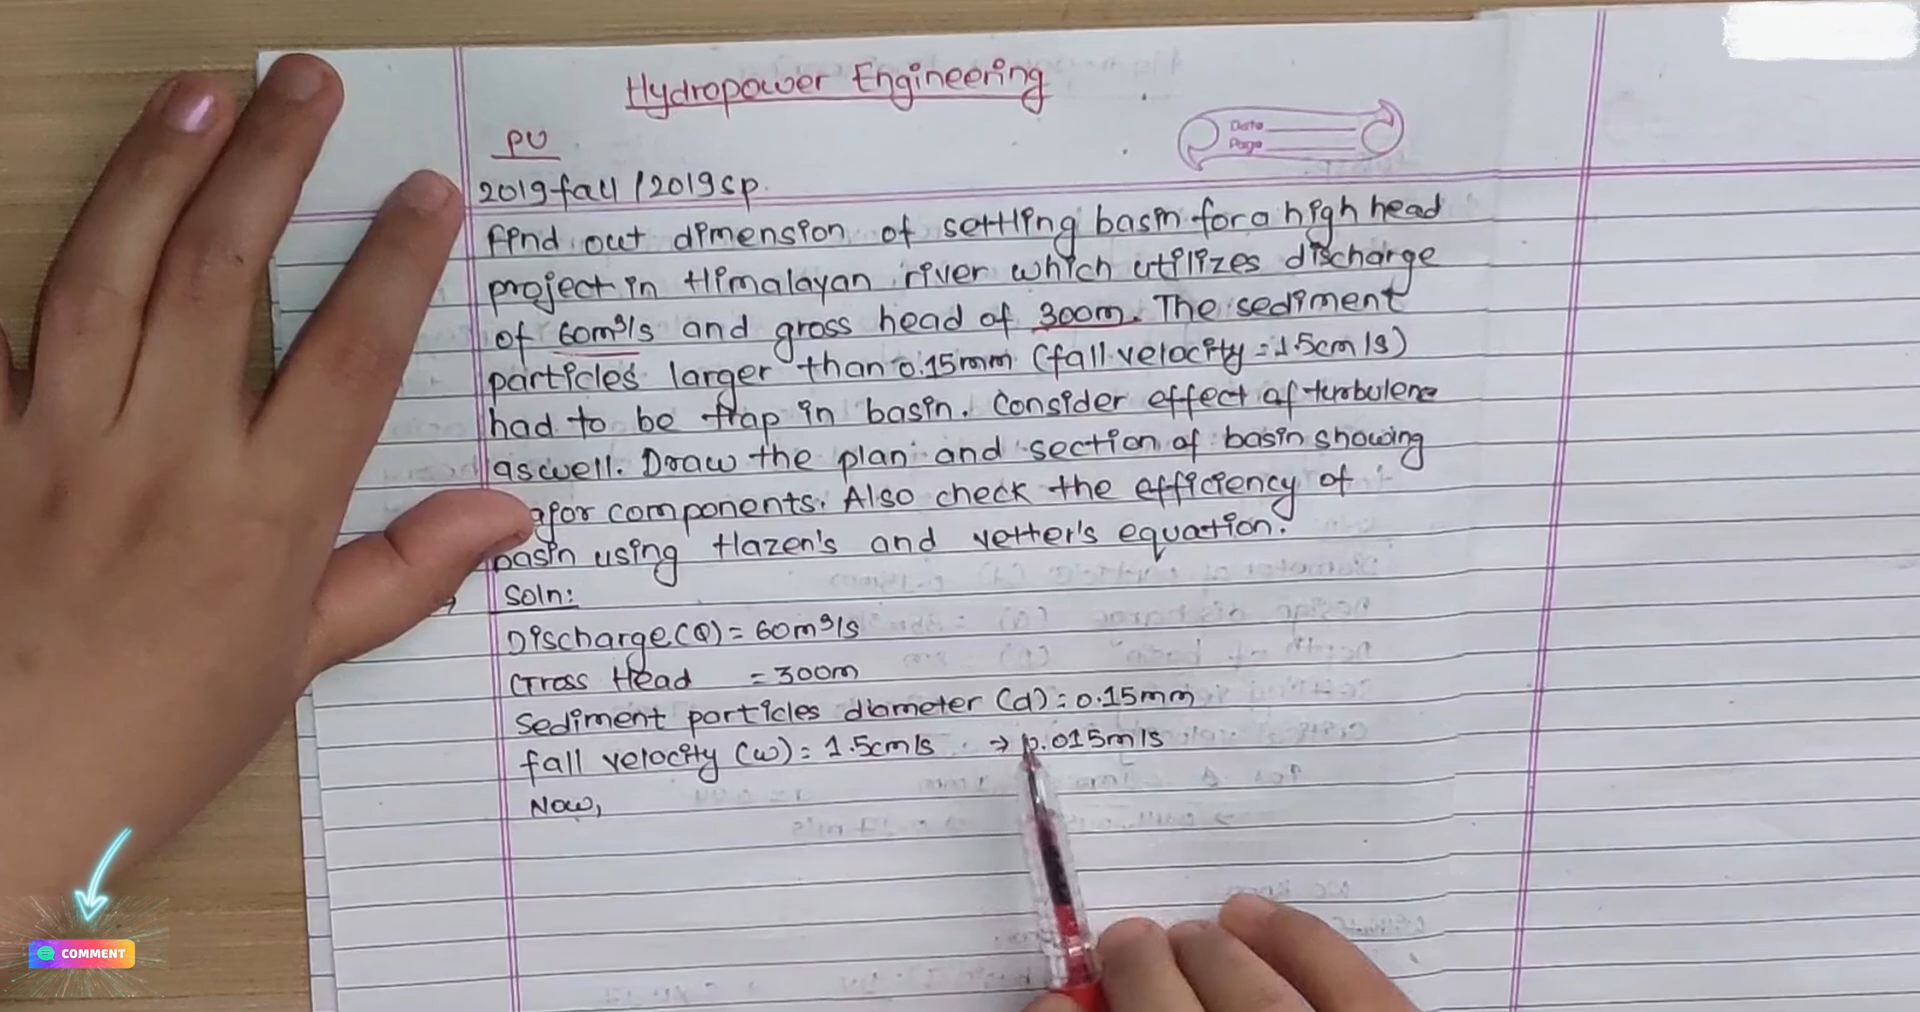 Hydropower Engineering
PU
Date
Page
2019 fall / 2019 sp.
Find out dimension of settling basin for a high head
project in Himalayan river which utilizes discharge
of 60m³/s and gross head of 300m. The sediment
particles larger than 0.15mm (fall velocity = 1.5cm/s)
had to be trap in basin. Consider effect of turbulence
as well. Draw the plan and section of basin showing
components. Also check the efficiency of
basin using Hazen's and vetter's equation.
Soln:
Discharge (Q) = 60m³/s
Gross Head = 300m
Sediment particles diameter (d) = 0.15mm
fall velocity (ω) = 1.5cm/s → 0.015m/s
Now,
COMMENT